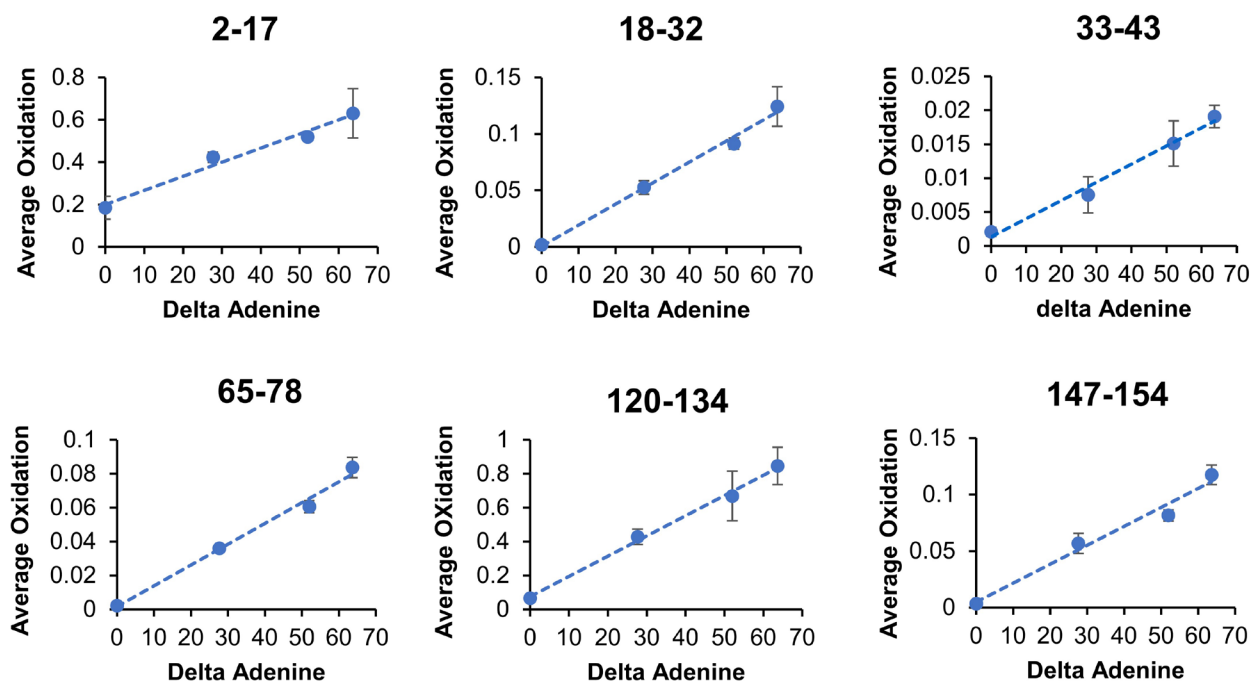 2-17
0.8
0.6
0.4
0.2
0
0 10 20 30 40 50 60 70
Average Oxidation
Delta Adenine
18-32
0.15
0.1
0.05
0
0 10 20 30 40 50 60 70
Average Oxidation
Delta Adenine
33-43
0.025
0.02
0.015
0.01
0.005
0
0 10 20 30 40 50 60 70
Average Oxidation
delta Adenine
65-78
0.1
0.08
0.06
0.04
0.02
0
0 10 20 30 40 50 60 70
Average Oxidation
Delta Adenine
120-134
1
0.8
0.6
0.4
0.2
0
0 10 20 30 40 50 60 70
Average OXidation
Delta Adenine
147-154
0.15
0.1
0.05
0
0 10 20 30 40 50 60 70
Average Oxidation
Delta Adenine